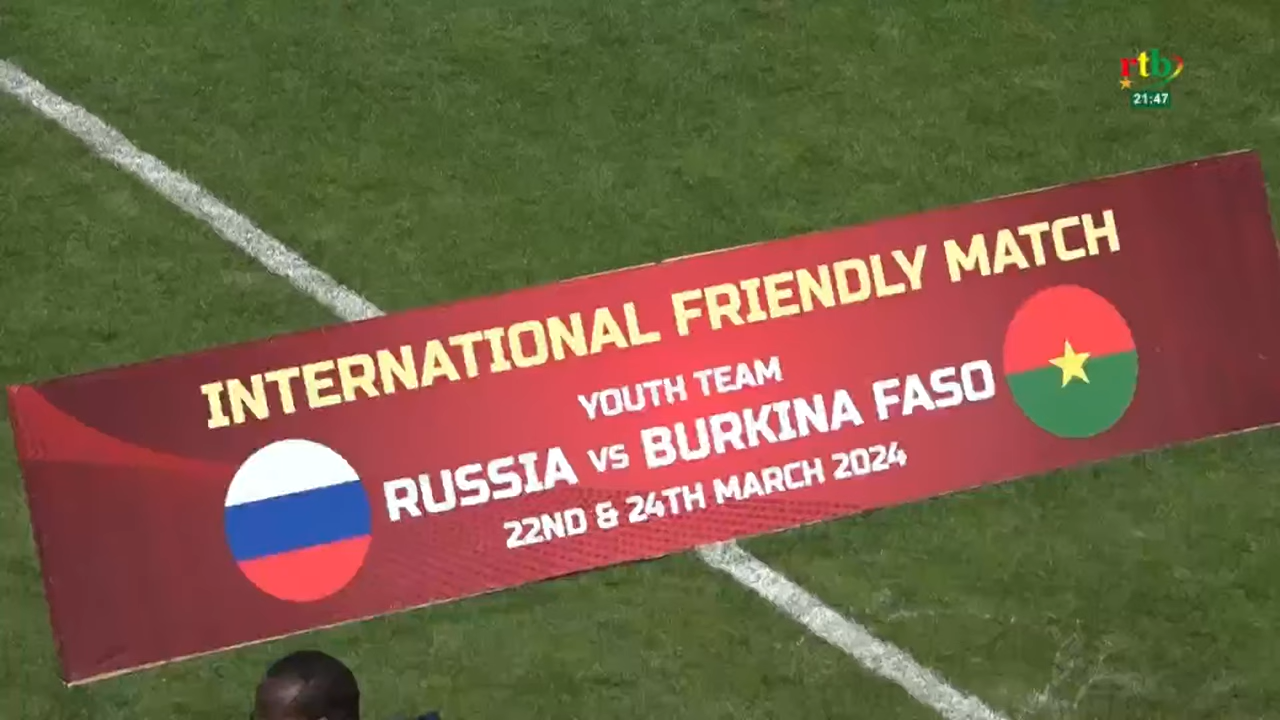 rtb
21:47
INTERNATIONAL FRIENDLY MATCH
YOUTH TEAM
RUSSIA VS BURKINA FASO
22ND & 24TH MARCH 2024